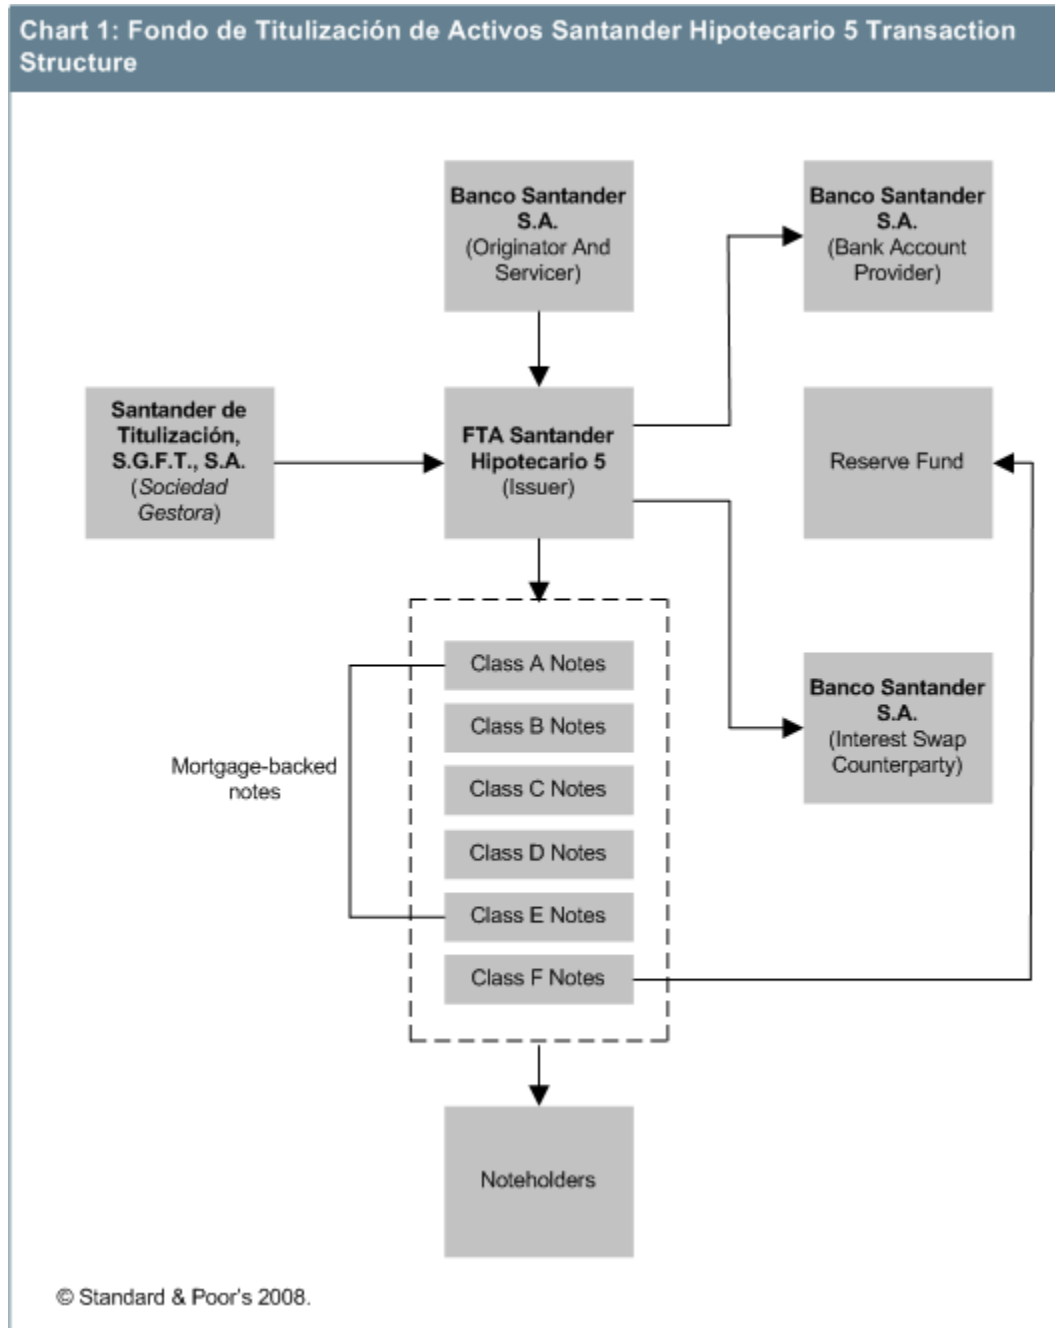 Chart 1: Fondo de Titulización de Activos Santander Hipotecario 5 Transaction
Structure
Banco Santander
S.A.
(Originator And
Servicer)
Banco Santander
S.A.
(Bank Account
Provider)
Santander de
Titulización,
S.G.F.T., S.A.
(Sociedad
Gestora)
FTA Santander
Hipotecario 5
(Issuer)
Reserve Fund
Class A Notes
Class B Notes
Class C Notes
Class D Notes
Class E Notes
Class F Notes
Mortgage-backed
notes
Banco Santander
S.A.
(Interest Swap
Counterparty)
Noteholders
© Standard & Poor's 2008.